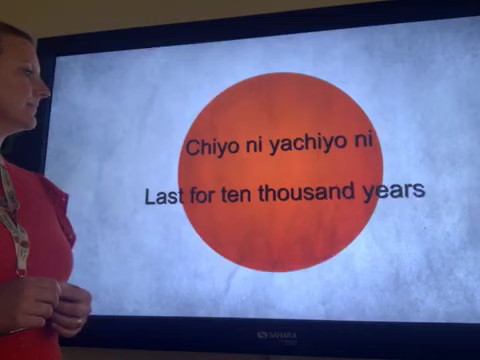 Chiyo ni yachiyo ni
Last for ten thousand years
SAHARA